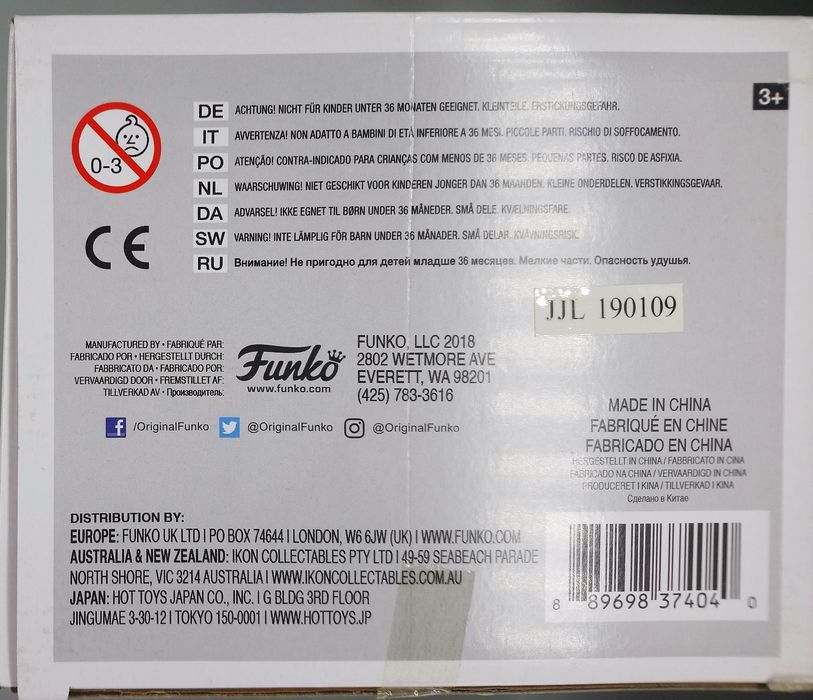 3+
0-3
DE ACHTUNG! NICHT FÜR KINDER UNTER 36 MONATEN GEEIGNET. KLEINTEILE. ERSTICKUNGSGEFAHR.
IT AVVERTENZA! NON ADATTO A BAMBINI DI ETÀ INFERIORE A 36 MESI. PICCOLE PARTI. RISCHIO DI SOFFOCAMENTO.
PO ATENÇÃO! CONTRA-INDICADO PARA CRIANÇAS COM MENOS DE 36 MESES. PEQUENAS PARTES. RISCO DE ASFIXIA.
NL WAARSCHUWING! NIET GESCHIKT VOOR KINDEREN JONGER DAN 36 MAANDEN. KLEINE ONDERDELEN. VERSTIKKINGSGEVAAR.
DA ADVARSEL! IKKE EGNET TIL BØRN UNDER 36 MÅNEDER. SMÅ DELE. KVÆLNINGSFARE.
SW VARNING! INTE LÄMPLIG FÖR BARN UNDER 36 MÅNADER. SMÅ DELAR. KVÄVNINGSRISK.
RU Внимание! Не пригодно для детей младше 36 месяцев. Мелкие части. Опасность удушья.
CE
JJL 190109
MANUFACTURED BY • FABRIQUÉ PAR:
FABRICADO POR • HERGESTELLT DURCH:
FABBRICATO DA • FABRICADO POR:
VERVAARDIGD DOOR • FREMSTILLET AF:
TILLVERKAD AV • Производитель:
Funko
www.funko.com
FUNKO, LLC 2018
2802 WETMORE AVE
EVERETT, WA 98201
(425) 783-3616
f /OriginalFunko @OriginalFunko @OriginalFunko
MADE IN CHINA
FABRIQUÉ EN CHINE
FABRICADO EN CHINA
HERGESTELLT IN CHINA / FABBRICATO IN CINA
FABRICADO NA CHINA / VERVAARDIGD IN CHINA
PRODUCERET I KINA / TILLVERKAD I KINA
Сделано в Китае
DISTRIBUTION BY:
EUROPE: FUNKO UK LTD I PO BOX 74644 I LONDON, W6 6JW (UK) I WWW.FUNKO.COM
AUSTRALIA & NEW ZEALAND: IKON COLLECTABLES PTY LTD I 49-59 SEABEACH PARADE
NORTH SHORE, VIC 3214 AUSTRALIA I WWW.IKONCOLLECTABLES.COM.AU
JAPAN: HOT TOYS JAPAN CO., INC. I G BLDG 3RD FLOOR
JINGUMAE 3-30-12 I TOKYO 150-0001 I WWW.HOTTOYS.JP
8 89698 37404 0